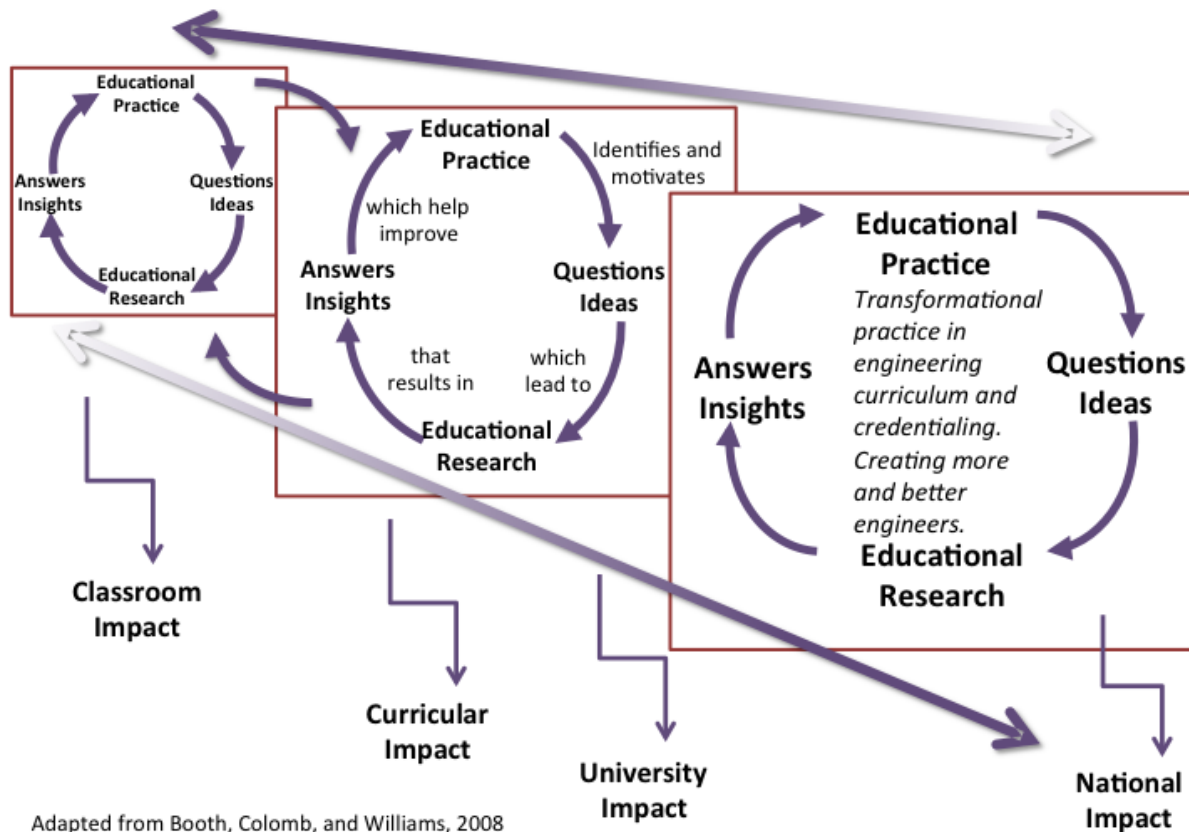 Educational
Practice
Questions
Ideas
Educational
Research
Answers
Insights
Educational
Practice
Identifies and
motivates
Questions
Ideas
which
lead to
Educational
Research
that
results in
Answers
Insights
which help
improve
Educational
Practice
Transformational
practice in
engineering
curriculum and
credentialing.
Creating more
and better
engineers.
Questions
Ideas
Educational
Research
Answers
Insights
Classroom
Impact
Curricular
Impact
University
Impact
National
Impact
Adapted from Booth, Colomb, and Williams, 2008